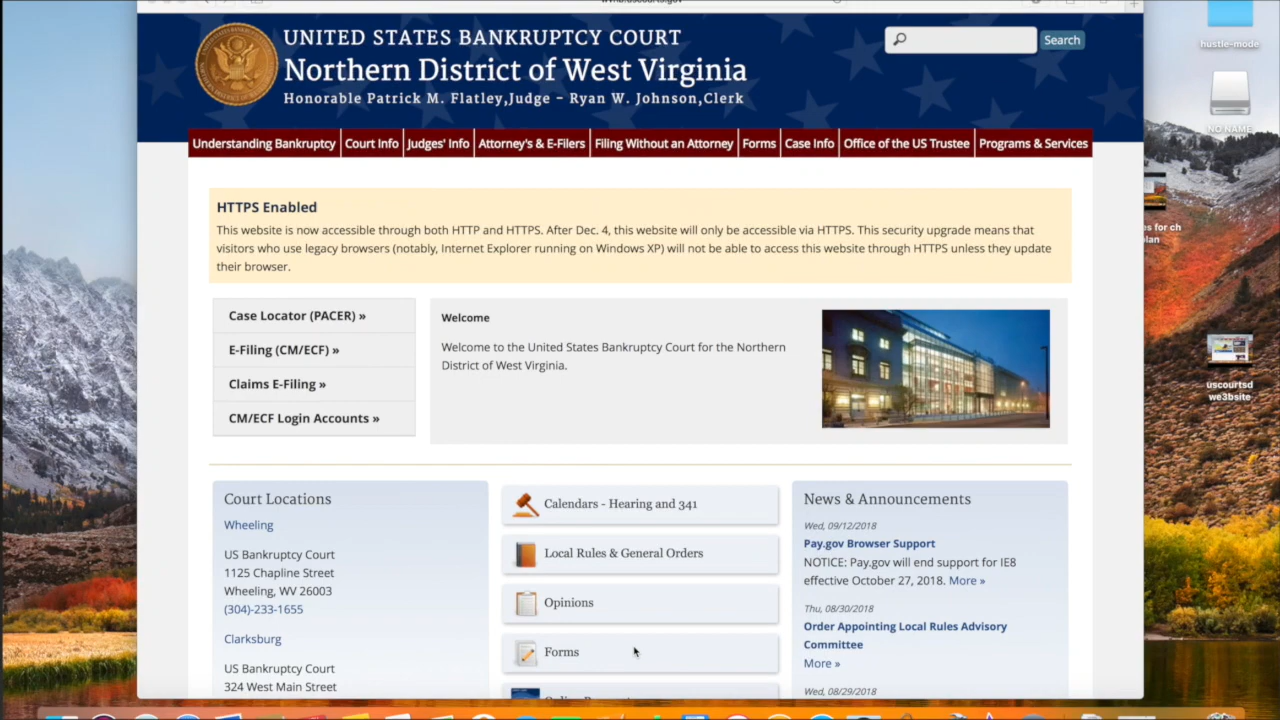 UNITED STATES BANKRUPTCY COURT
Northern District of West Virginia
Honorable Patrick M. Flatley,Judge - Ryan W. Johnson,Clerk
Search
Understanding Bankruptcy
Court Info
Judges' Info
Attorney's & E-Filers
Filing Without an Attorney
Forms
Case Info
Office of the US Trustee
Programs & Services
HTTPS Enabled
This website is now accessible through both HTTP and HTTPS. After Dec. 4, this website will only be accessible via HTTPS. This security upgrade means that
visitors who use legacy browsers (notably, Internet Explorer running on Windows XP) will not be able to access this website through HTTPS unless they update
their browser.
Case Locator (PACER) »
E-Filing (CM/ECF) »
Claims E-Filing »
CM/ECF Login Accounts »
Welcome
Welcome to the United States Bankruptcy Court for the Northern
District of West Virginia.
Court Locations
Wheeling
US Bankruptcy Court
1125 Chapline Street
Wheeling, WV 26003
(304)-233-1655
Clarksburg
US Bankruptcy Court
324 West Main Street
Calendars - Hearing and 341
Local Rules & General Orders
Opinions
Forms
News & Announcements
Wed, 09/12/2018
Pay.gov Browser Support
NOTICE: Pay.gov will end support for IE8
effective October 27, 2018. More »
Thu, 08/30/2018
Order Appointing Local Rules Advisory
Committee
More »
Wed, 08/29/2018
hustle-mode
NO NAME
es for ch
plan
uscourtsd
we3bsite